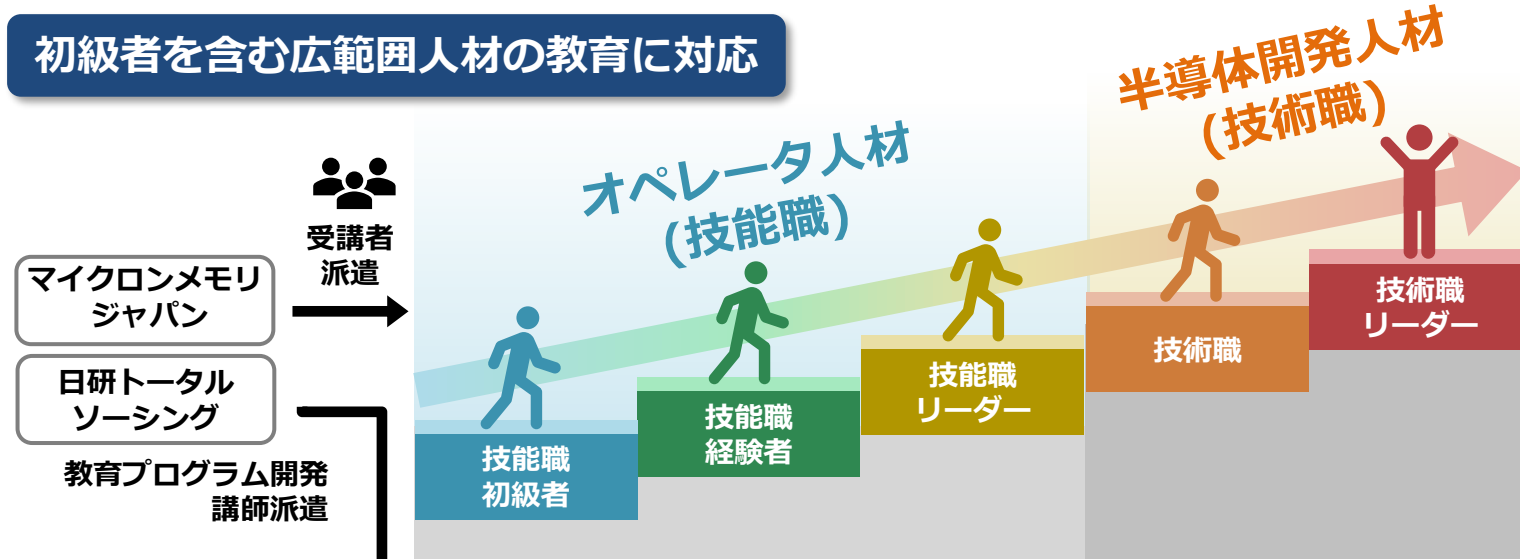 初級者を含む広範囲人材の教育に対応
半導体開発人材
(技術職)
オペレータ人材
(技能職)
受講者
派遣
マイクロンメモリ
ジャパン
日研トータル
ソーシング
教育プログラム開発
講師派遣
技能職
初級者
技能職
経験者
技能職
リーダー
技術職
技術職
リーダー